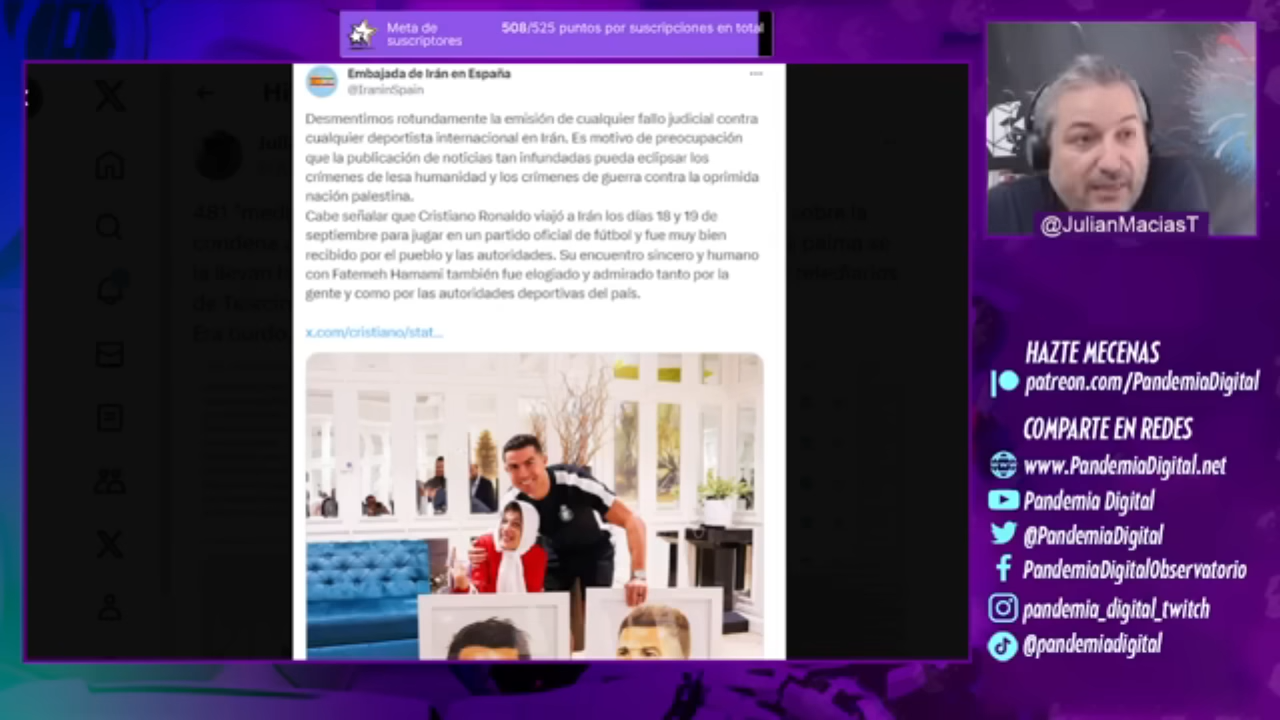 Meta de
suscriptores
508/525 puntos por suscripciones en total
Embajada de Irán en España
@IraninSpain
Desmentimos rotundamente la emisión de cualquier fallo judicial contra
cualquier deportista internacional en Irán. Es motivo de preocupación
que la publicación de noticias tan infundadas pueda eclipsar los
crímenes de lesa humanidad y los crímenes de guerra contra la oprimida
nación palestina.
Cabe señalar que Cristiano Ronaldo viajó a Irán los días 18 y 19 de
septiembre para jugar en un partido oficial de fútbol y fue muy bien
recibido por el pueblo y las autoridades. Su encuentro sincero y humano
con Fatemeh Hamami también fue elogiado y admirado tanto por la
gente y como por las autoridades deportivas del país.
x.com/cristiano/stat...
@JulianMaciasT
HAZTE MECENAS
patreon.com/PandemiaDigital
COMPARTE EN REDES
www.PandemiaDigital.net
Pandemia Digital
@PandemiaDigital
PandemiaDigitalObservatorio
pandemia_digital_twitch
@pandemiadigital